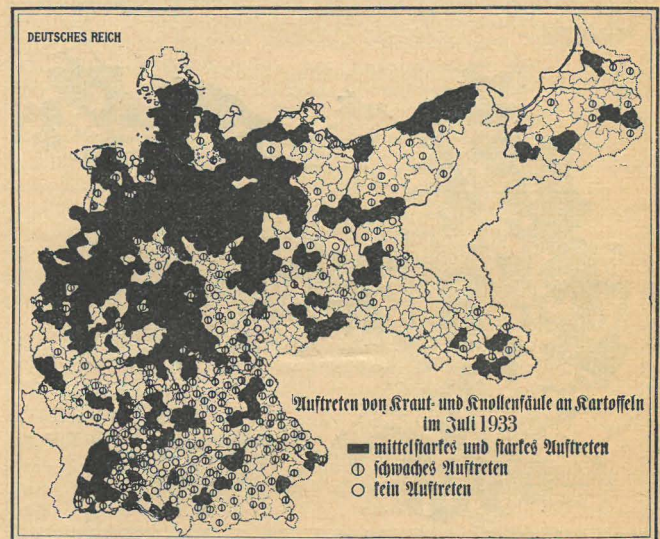 DEUTSCHES REICH
Auftreten von Kraut- und Knollenfäule an Kartoffeln
im Juli 1933
mittelstarkes und starkes Auftreten
schwaches Auftreten
kein Auftreten